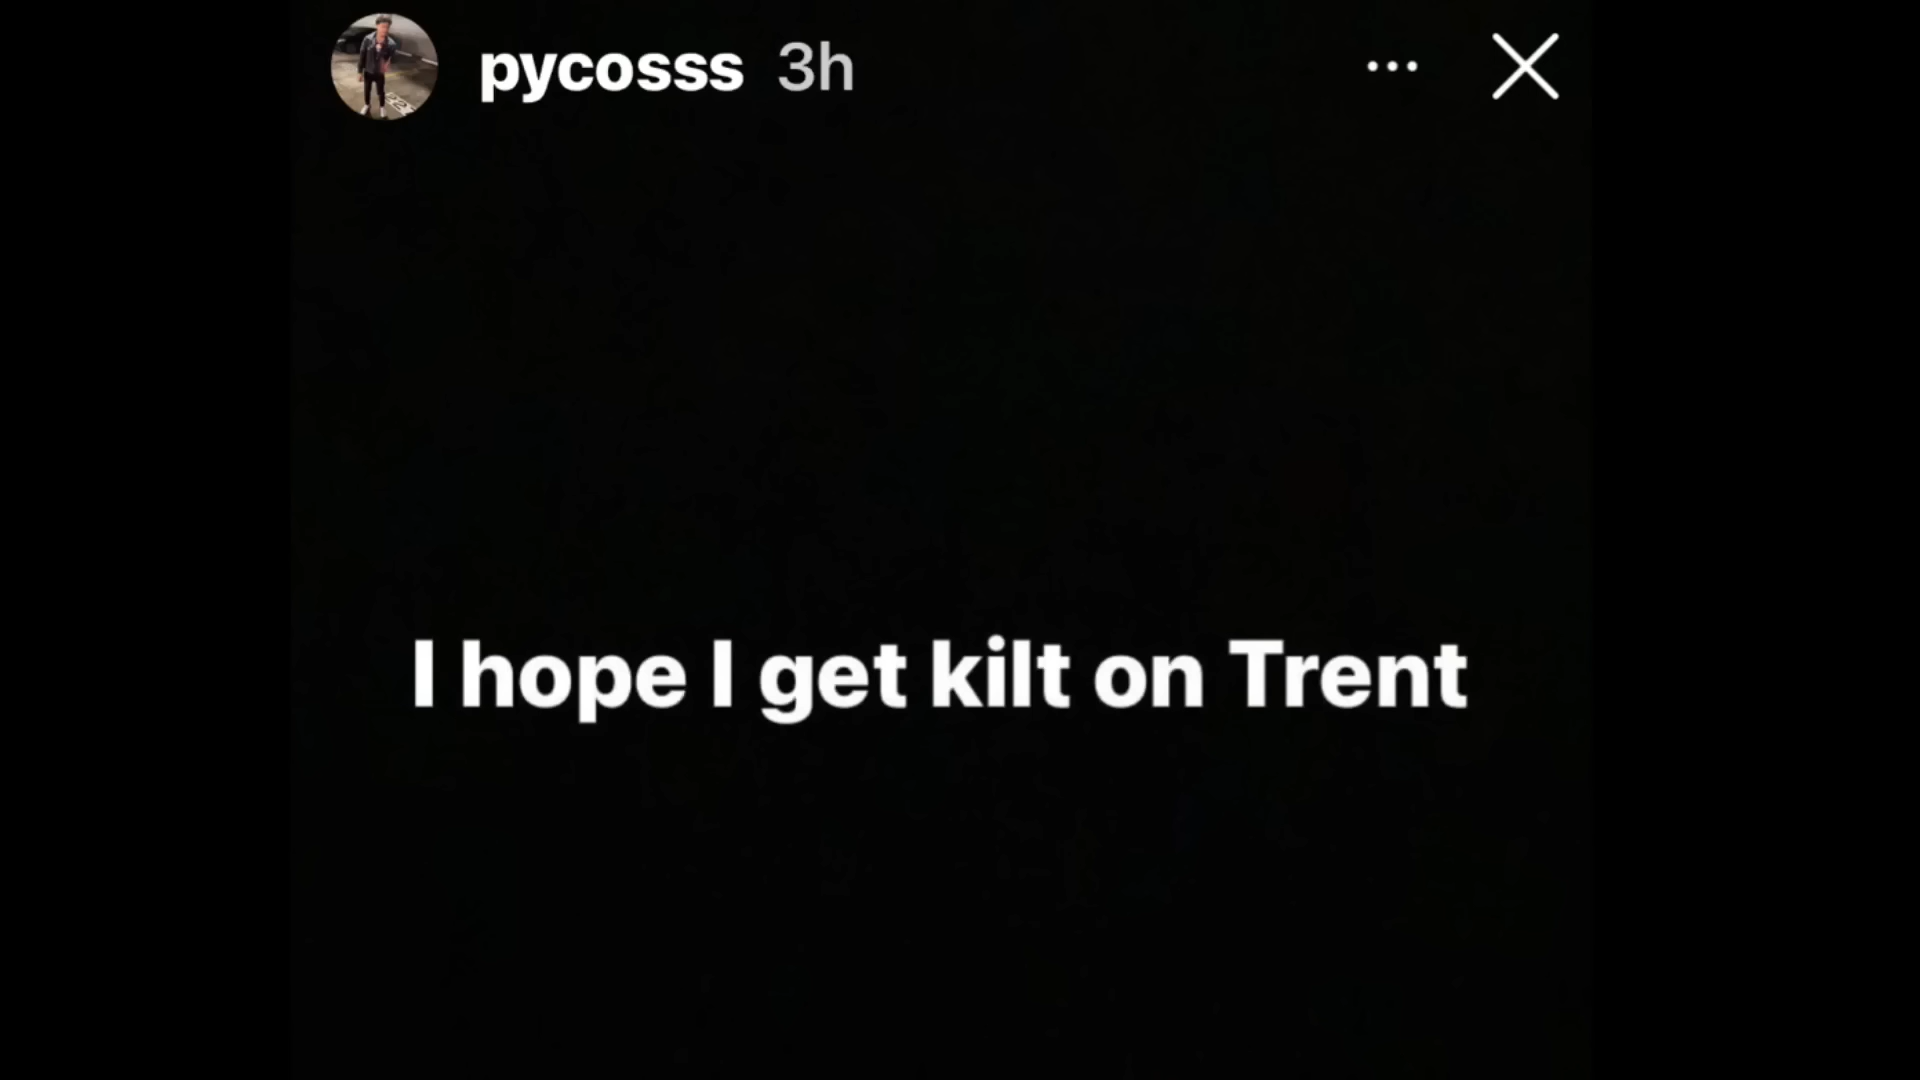 pycosss 3h
I hope I get kilt on Trent